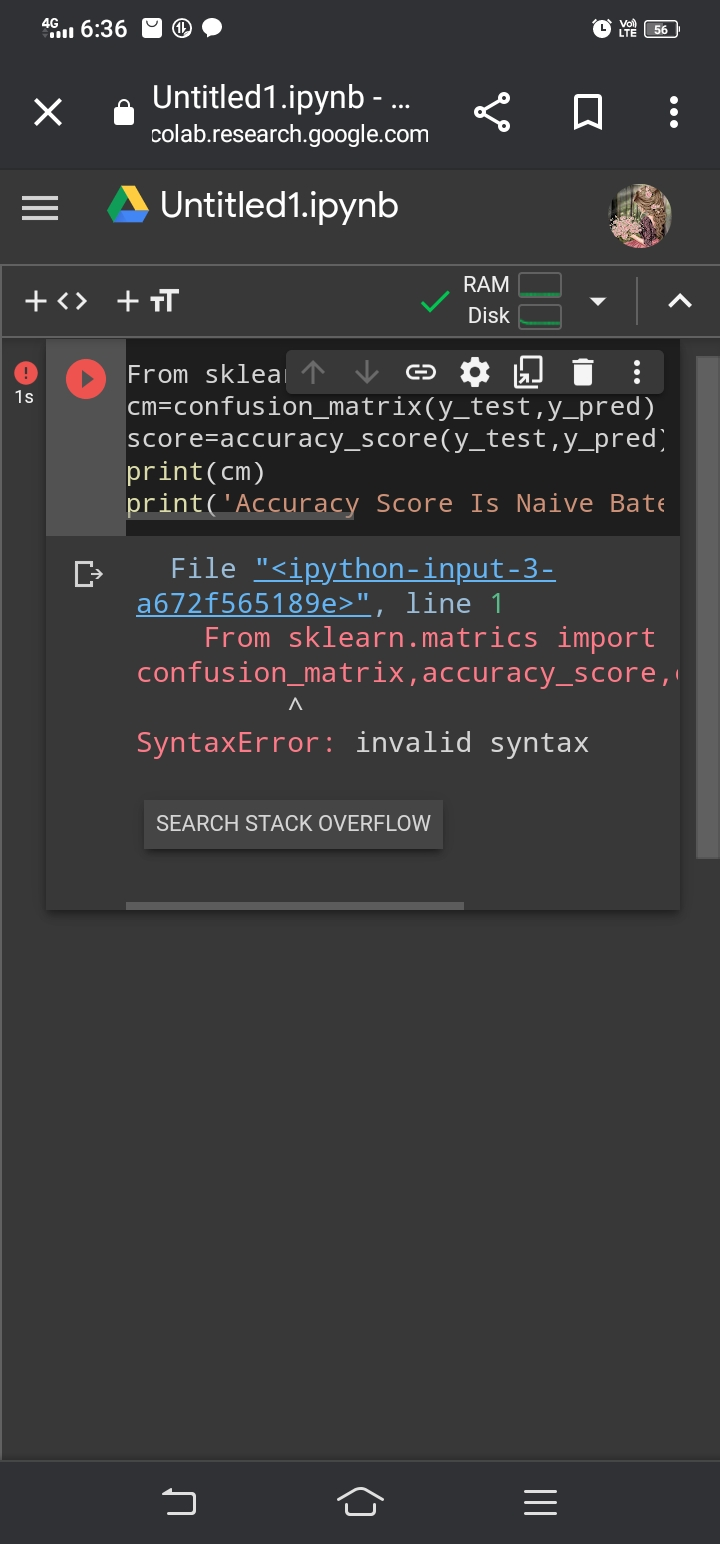 4G 6:36 Vo)) LTE 56
Untitled1.ipynb - ...
colab.research.google.com
Untitled1.ipynb
RAM
Disk
1s
From sklear
cm=confusion_matrix(y_test,y_pred)
score=accuracy_score(y_test,y_pred)
print(cm)
print('Accuracy Score Is Naive Bate
File "<ipython-input-3-
a672f565189e>", line 1
From sklearn.matrics import
confusion_matrix,accuracy_score,
^
SyntaxError: invalid syntax
SEARCH STACK OVERFLOW